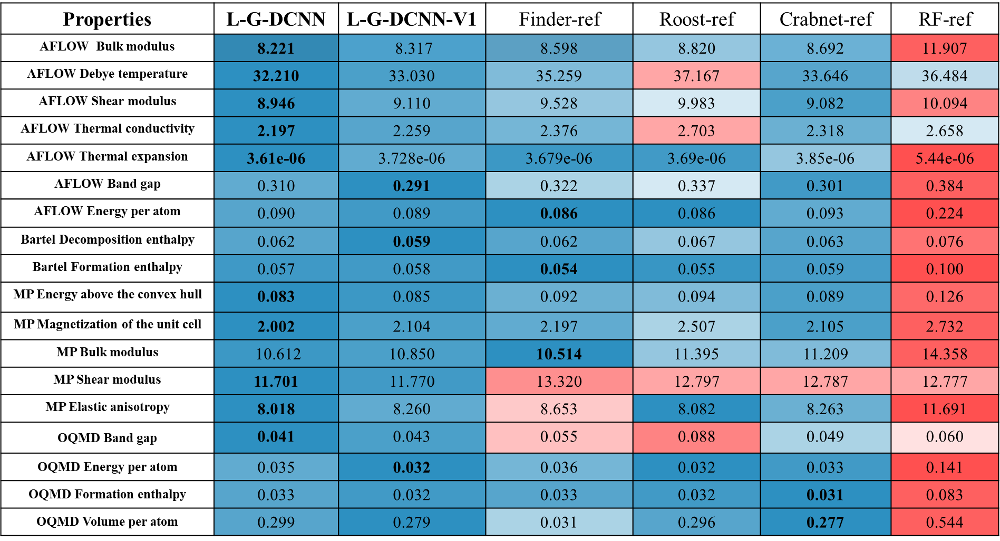 Properties L-G-DCNN L-G-DCNN-V1 Finder-ref Roost-ref Crabnet-ref RF-ref
AFLOW Bulk modulus 8.221 8.317 8.598 8.820 8.692 11.907
AFLOW Debye temperature 32.210 33.030 35.259 37.167 33.646 36.484
AFLOW Shear modulus 8.946 9.110 9.528 9.983 9.082 10.094
AFLOW Thermal conductivity 2.197 2.259 2.376 2.703 2.318 2.658
AFLOW Thermal expansion 3.61e-06 3.728e-06 3.679e-06 3.69e-06 3.85e-06 5.44e-06
AFLOW Band gap 0.310 0.291 0.322 0.337 0.301 0.384
AFLOW Energy per atom 0.090 0.089 0.086 0.086 0.093 0.224
Bartel Decomposition enthalpy 0.062 0.059 0.062 0.067 0.063 0.076
Bartel Formation enthalpy 0.057 0.058 0.054 0.055 0.059 0.100
MP Energy above the convex hull 0.083 0.085 0.092 0.094 0.089 0.126
MP Magnetization of the unit cell 2.002 2.104 2.197 2.507 2.105 2.732
MP Bulk modulus 10.612 10.850 10.514 11.395 11.209 14.358
MP Shear modulus 11.701 11.770 13.320 12.797 12.787 12.777
MP Elastic anisotropy 8.018 8.260 8.653 8.082 8.263 11.691
OQMD Band gap 0.041 0.043 0.055 0.088 0.049 0.060
OQMD Energy per atom 0.035 0.032 0.036 0.032 0.033 0.141
OQMD Formation enthalpy 0.033 0.032 0.033 0.032 0.031 0.083
OQMD Volume per atom 0.299 0.279 0.031 0.296 0.277 0.544